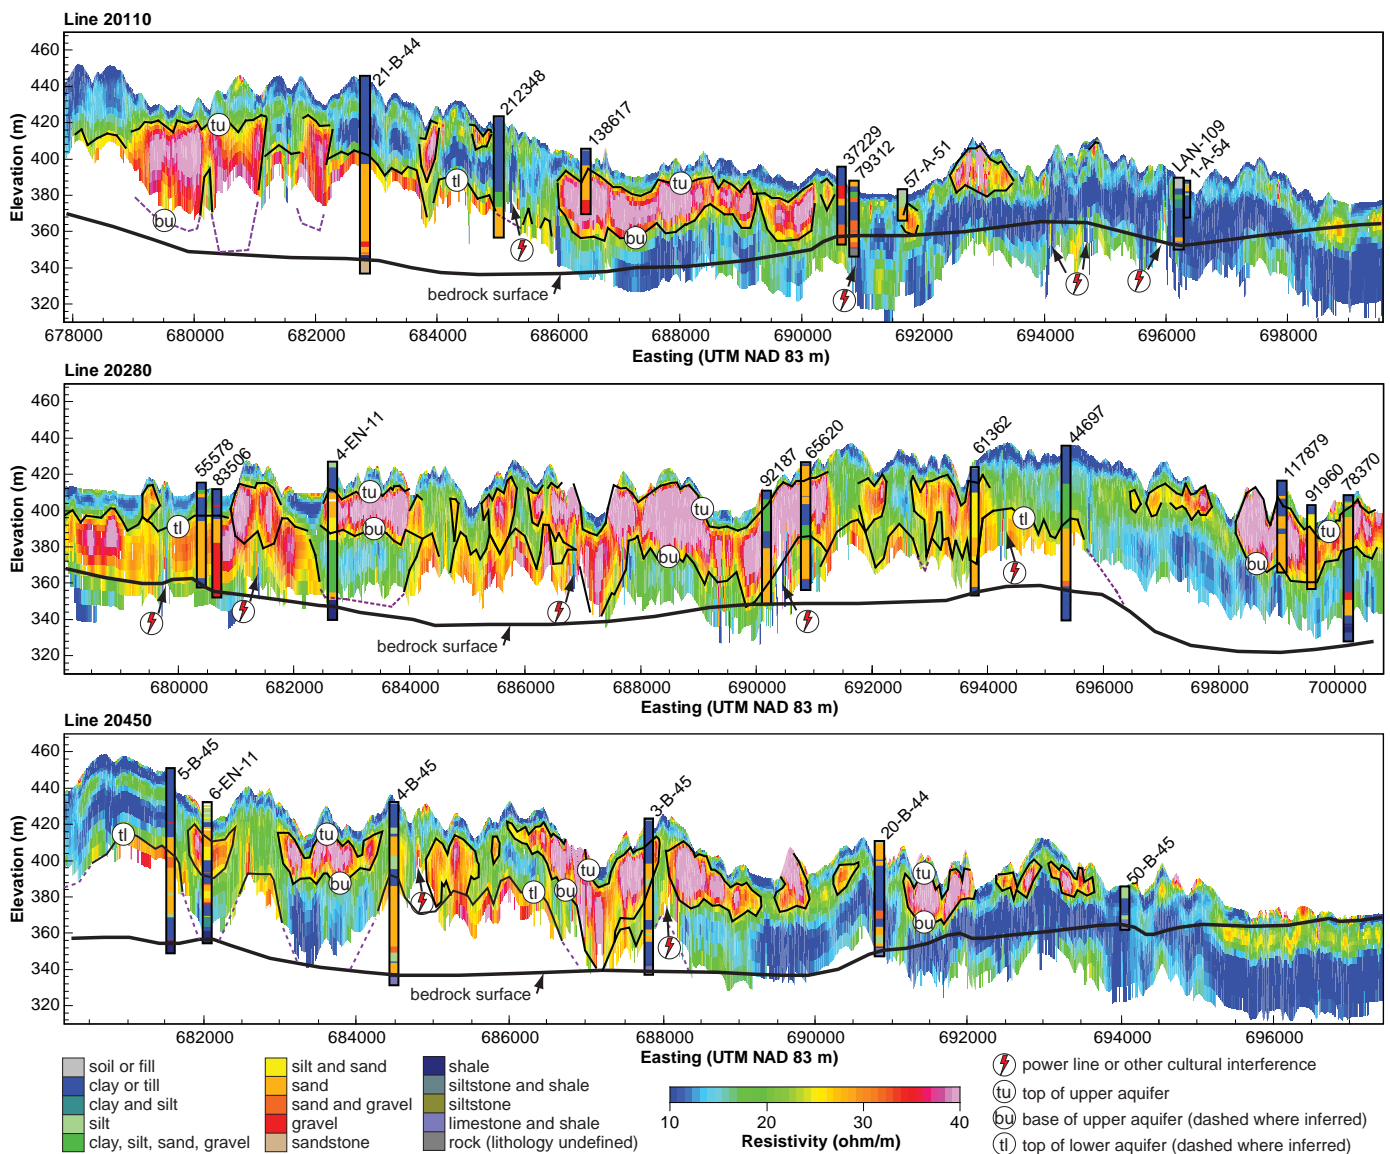 Line 20110
460
440
420
400
380
360
340
320
Elevation (m)
21-B-44
212348
138617
37229
79312
57-A-51
LAN-109
1-A-54
tu
bu
tl
tu
bu
bedrock surface
678000 680000 682000 684000 686000 688000 690000 692000 694000 696000 698000
Easting (UTM NAD 83 m)
Line 20280
460
440
420
400
380
360
340
320
Elevation (m)
55578
83506
4-EN-11
92187
65620
61362
44697
117879
91960
78370
tl
tu
bu
tu
bu
tl
tu
bu
bedrock surface
680000 682000 684000 686000 688000 690000 692000 694000 696000 698000 700000
Easting (UTM NAD 83 m)
Line 20450
460
440
420
400
380
360
340
320
Elevation (m)
5-B-45
6-EN-11
4-B-45
3-B-45
20-B-44
50-B-45
tl
tu
bu
tl
bu
tu
tu
bu
bedrock surface
682000 684000 686000 688000 690000 692000 694000 696000
Easting (UTM NAD 83 m)
soil or fill
clay or till
clay and silt
silt
clay, silt, sand, gravel
silt and sand
sand
sand and gravel
gravel
sandstone
shale
siltstone and shale
siltstone
limestone and shale
rock (lithology undefined)
10 20 30 40
Resistivity (ohm/m)
power line or other cultural interference
tu top of upper aquifer
bu base of upper aquifer (dashed where inferred)
tl top of lower aquifer (dashed where inferred)